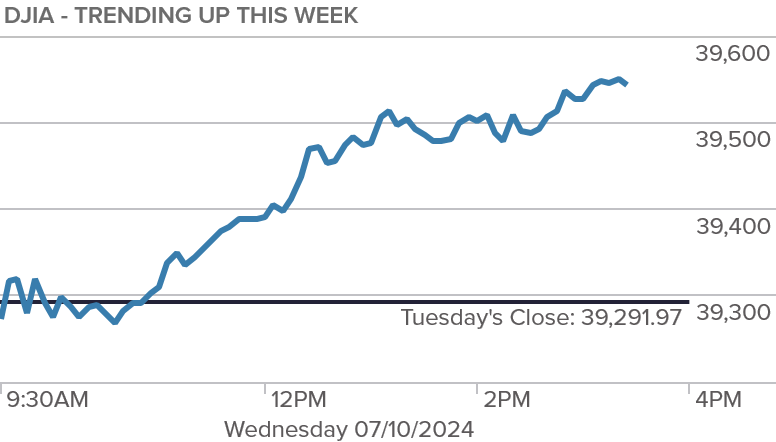 DJIA - TRENDING UP THIS WEEK
39,600
39,500
39,400
39,300
Tuesday's Close: 39,291.97
9:30AM 12PM 2PM 4PM
Wednesday 07/10/2024